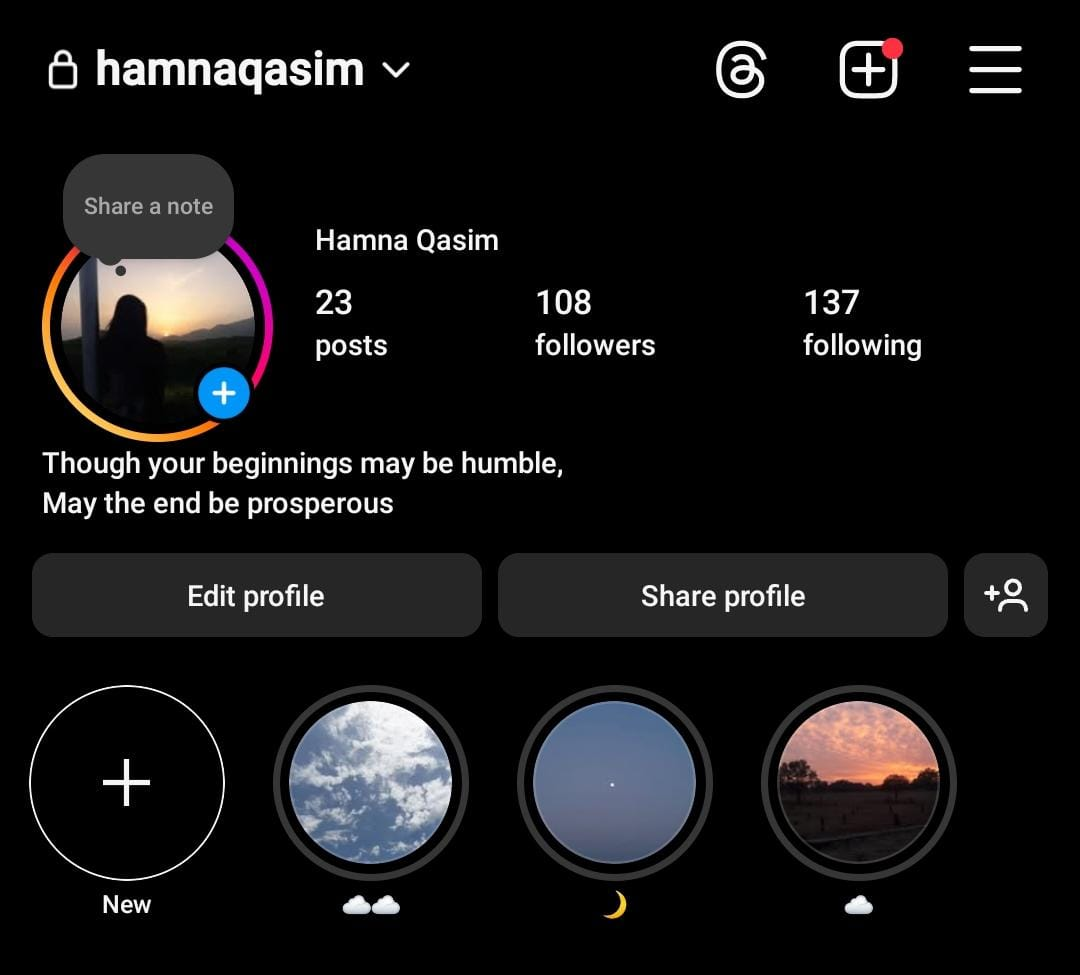 hamnaqasim
Share a note
Hamna Qasim
23 108 137
posts followers following
Though your beginnings may be humble,
May the end be prosperous
Edit profile Share profile
New